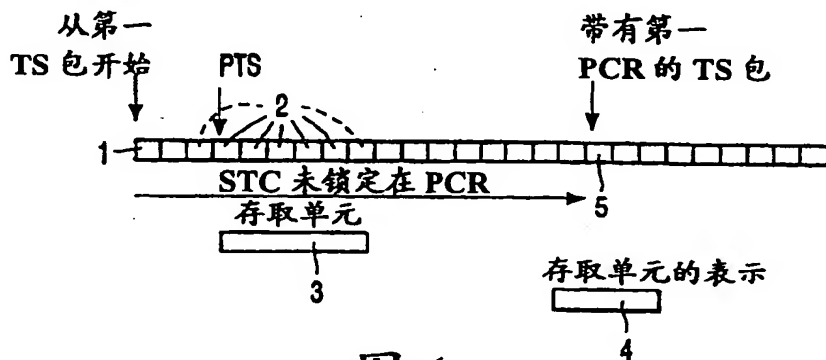 从第一
TS 包开始
PTS
带有第一
PCR 的 TS 包
2
1
STC 未锁定在 PCR
5
存取单元
3
存取单元的表示
4